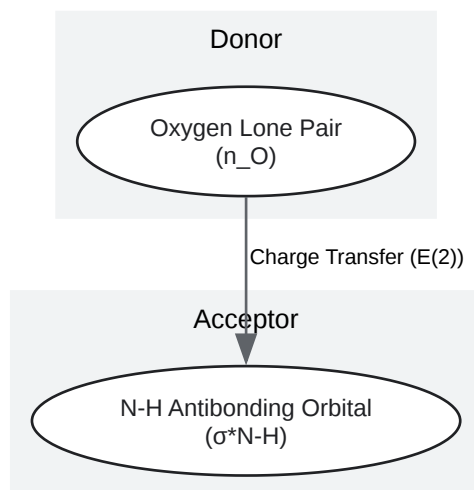 Donor
Oxygen Lone Pair
(n_O)
Charge Transfer (E(2))
Acceptor
N-H Antibonding Orbital
(σ*N-H)